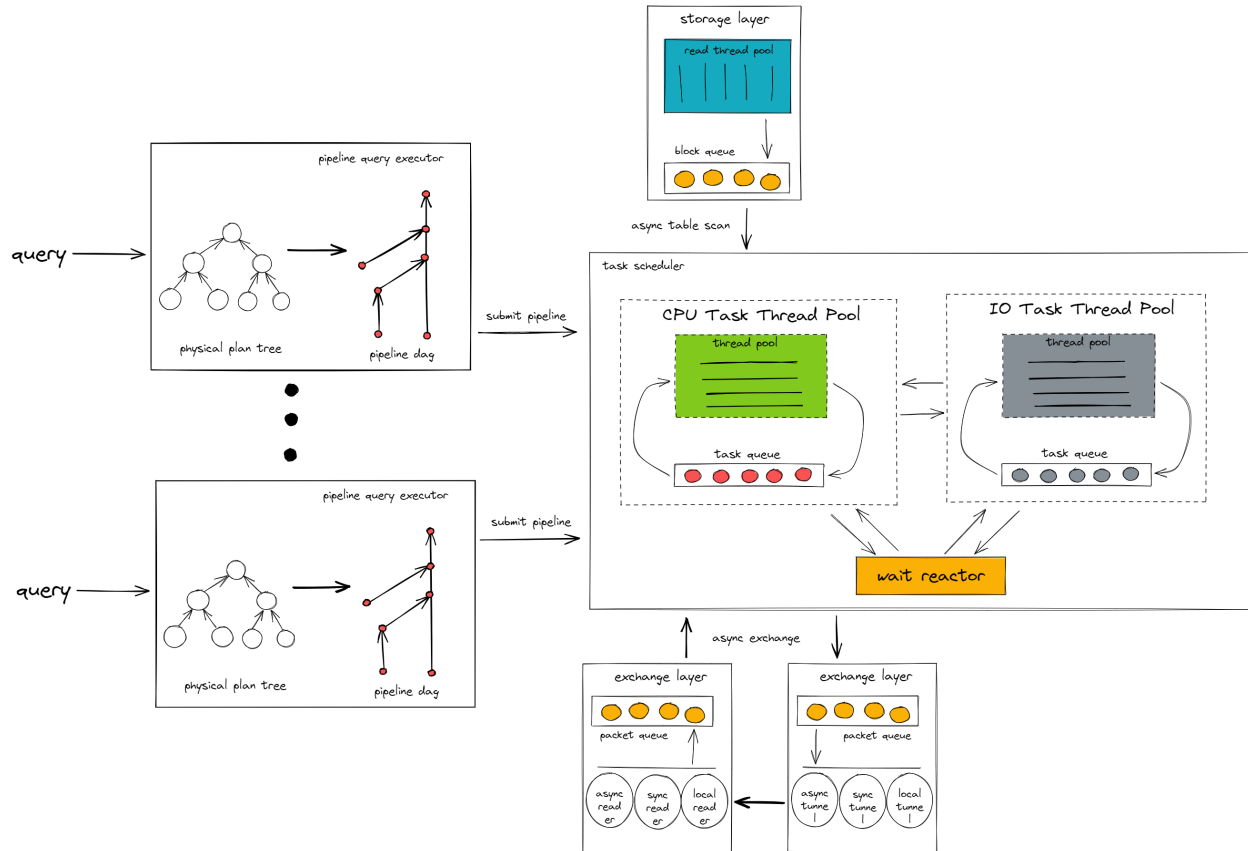 storage layer
read thread pool
block queue
async table scan
pipeline query executor
query
physical plan tree
pipeline dag
submit pipeline
task scheduler
CPU Task Thread Pool
thread pool
task queue
IO Task Thread Pool
thread pool
task queue
wait reactor
pipeline query executor
query
physical plan tree
pipeline dag
submit pipeline
async exchange
exchange layer
packet queue
async
read
er
sync
read
er
local
read
er
exchange layer
packet queue
async
tunne
l
sync
tunne
l
local
tunne
l